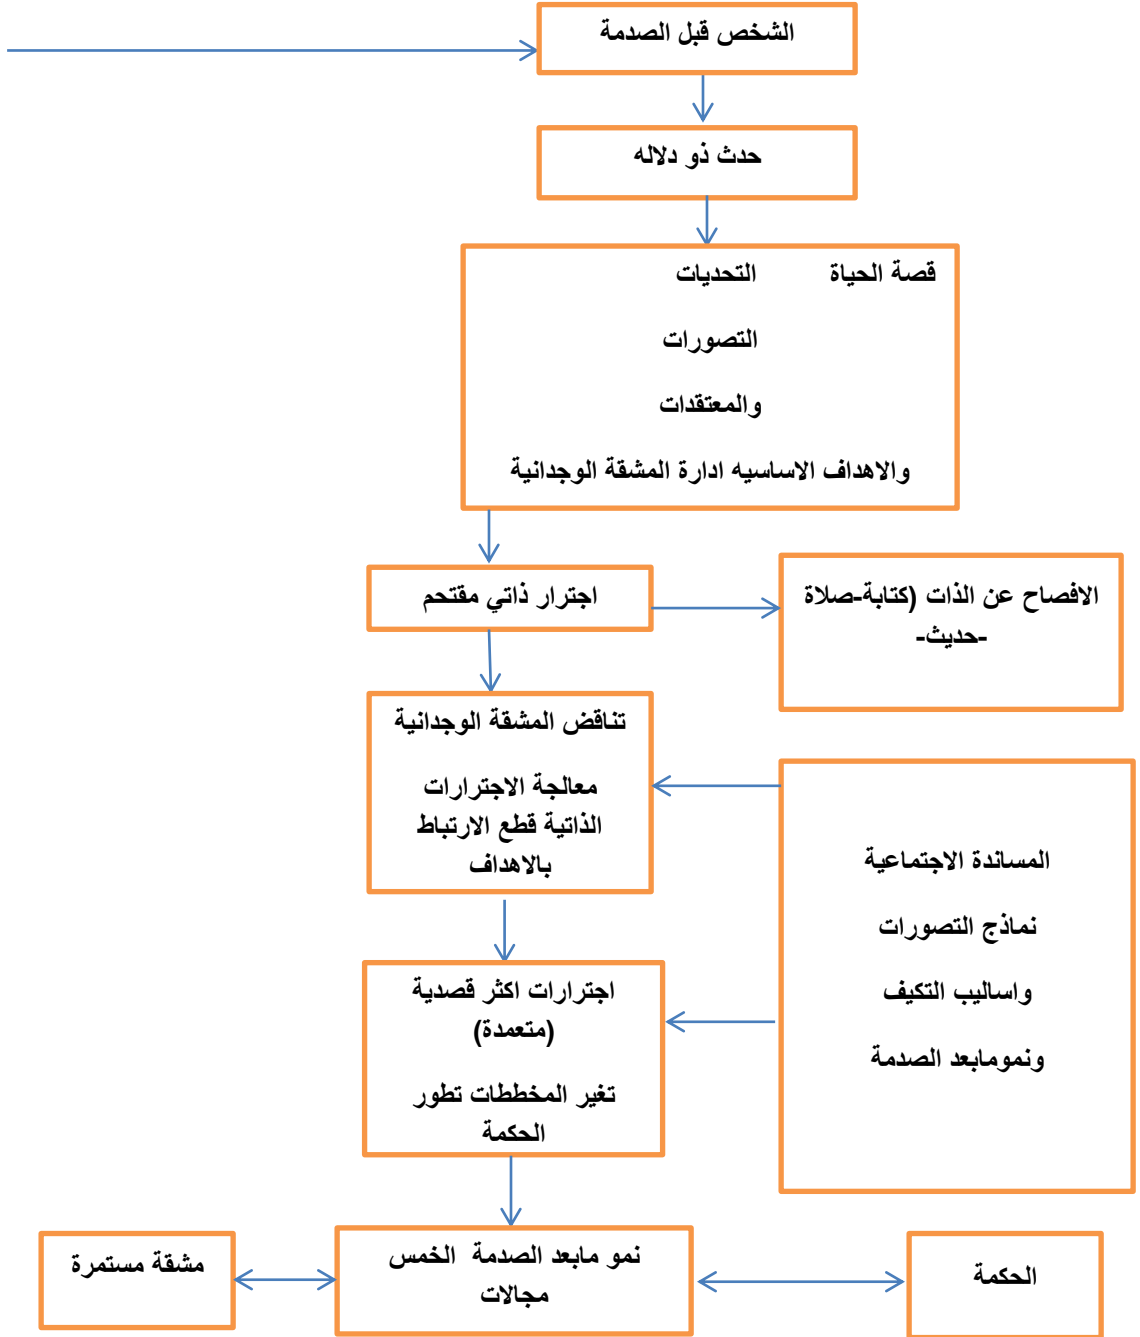 الشخص قبل الصدمة
حدث ذو دلاله
قصة الحياة التحديات
التصورات
والمعتقدات
والاهداف الاساسيه ادارة المشقة الوجدانية
اجترار ذاتي مقتحم
الافصاح عن الذات (كتابة-صلاة
-حديث-
تناقض المشقة الوجدانية
معالجة الاجترارات
الذاتية قطع الارتباط
بالاهداف
المساندة الاجتماعية
نماذج التصورات
واساليب التكيف
ونمومابعد الصدمة
اجترارات اكثر قصدية
(متعمدة)
تغير المخططات تطور
الحكمة
نمو مابعد الصدمة الخمس
مجالات
مشقة مستمرة
الحكمة